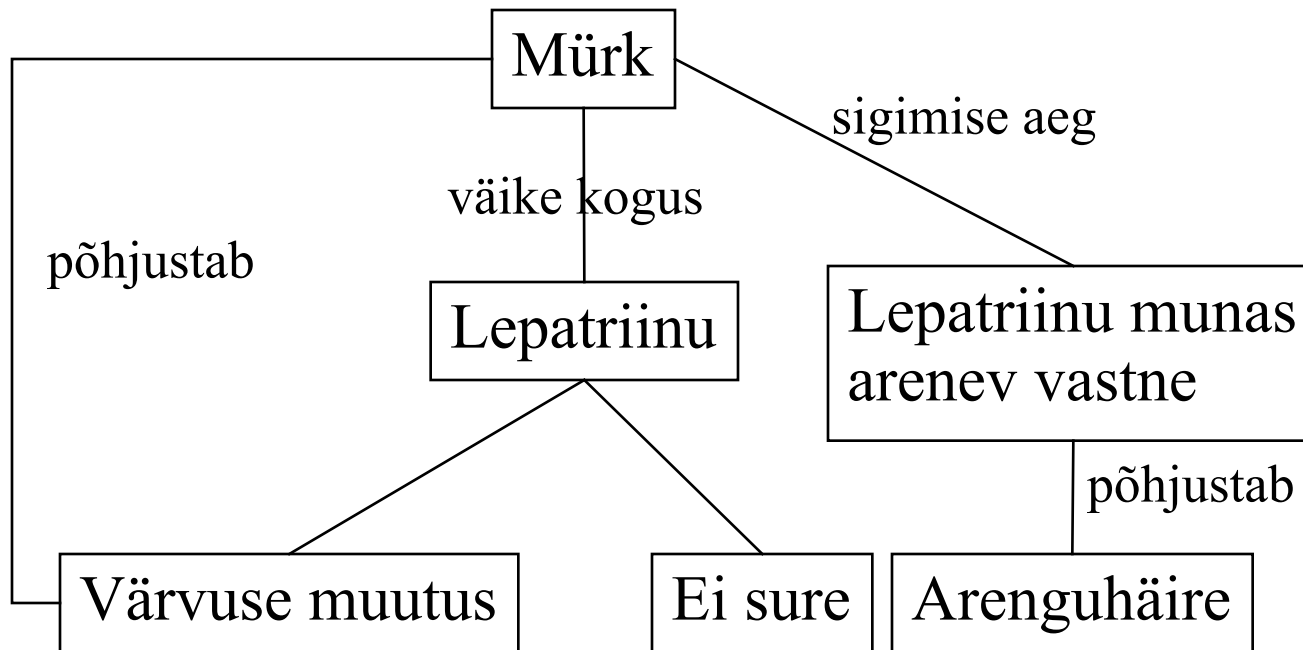 Mürk
sigimise aeg
väike kogus
põhjustab
Lepatriinu
Lepatriinu munas
arenev vastne
põhjustab
Värvuse muutus
Ei sure
Arenguhäire